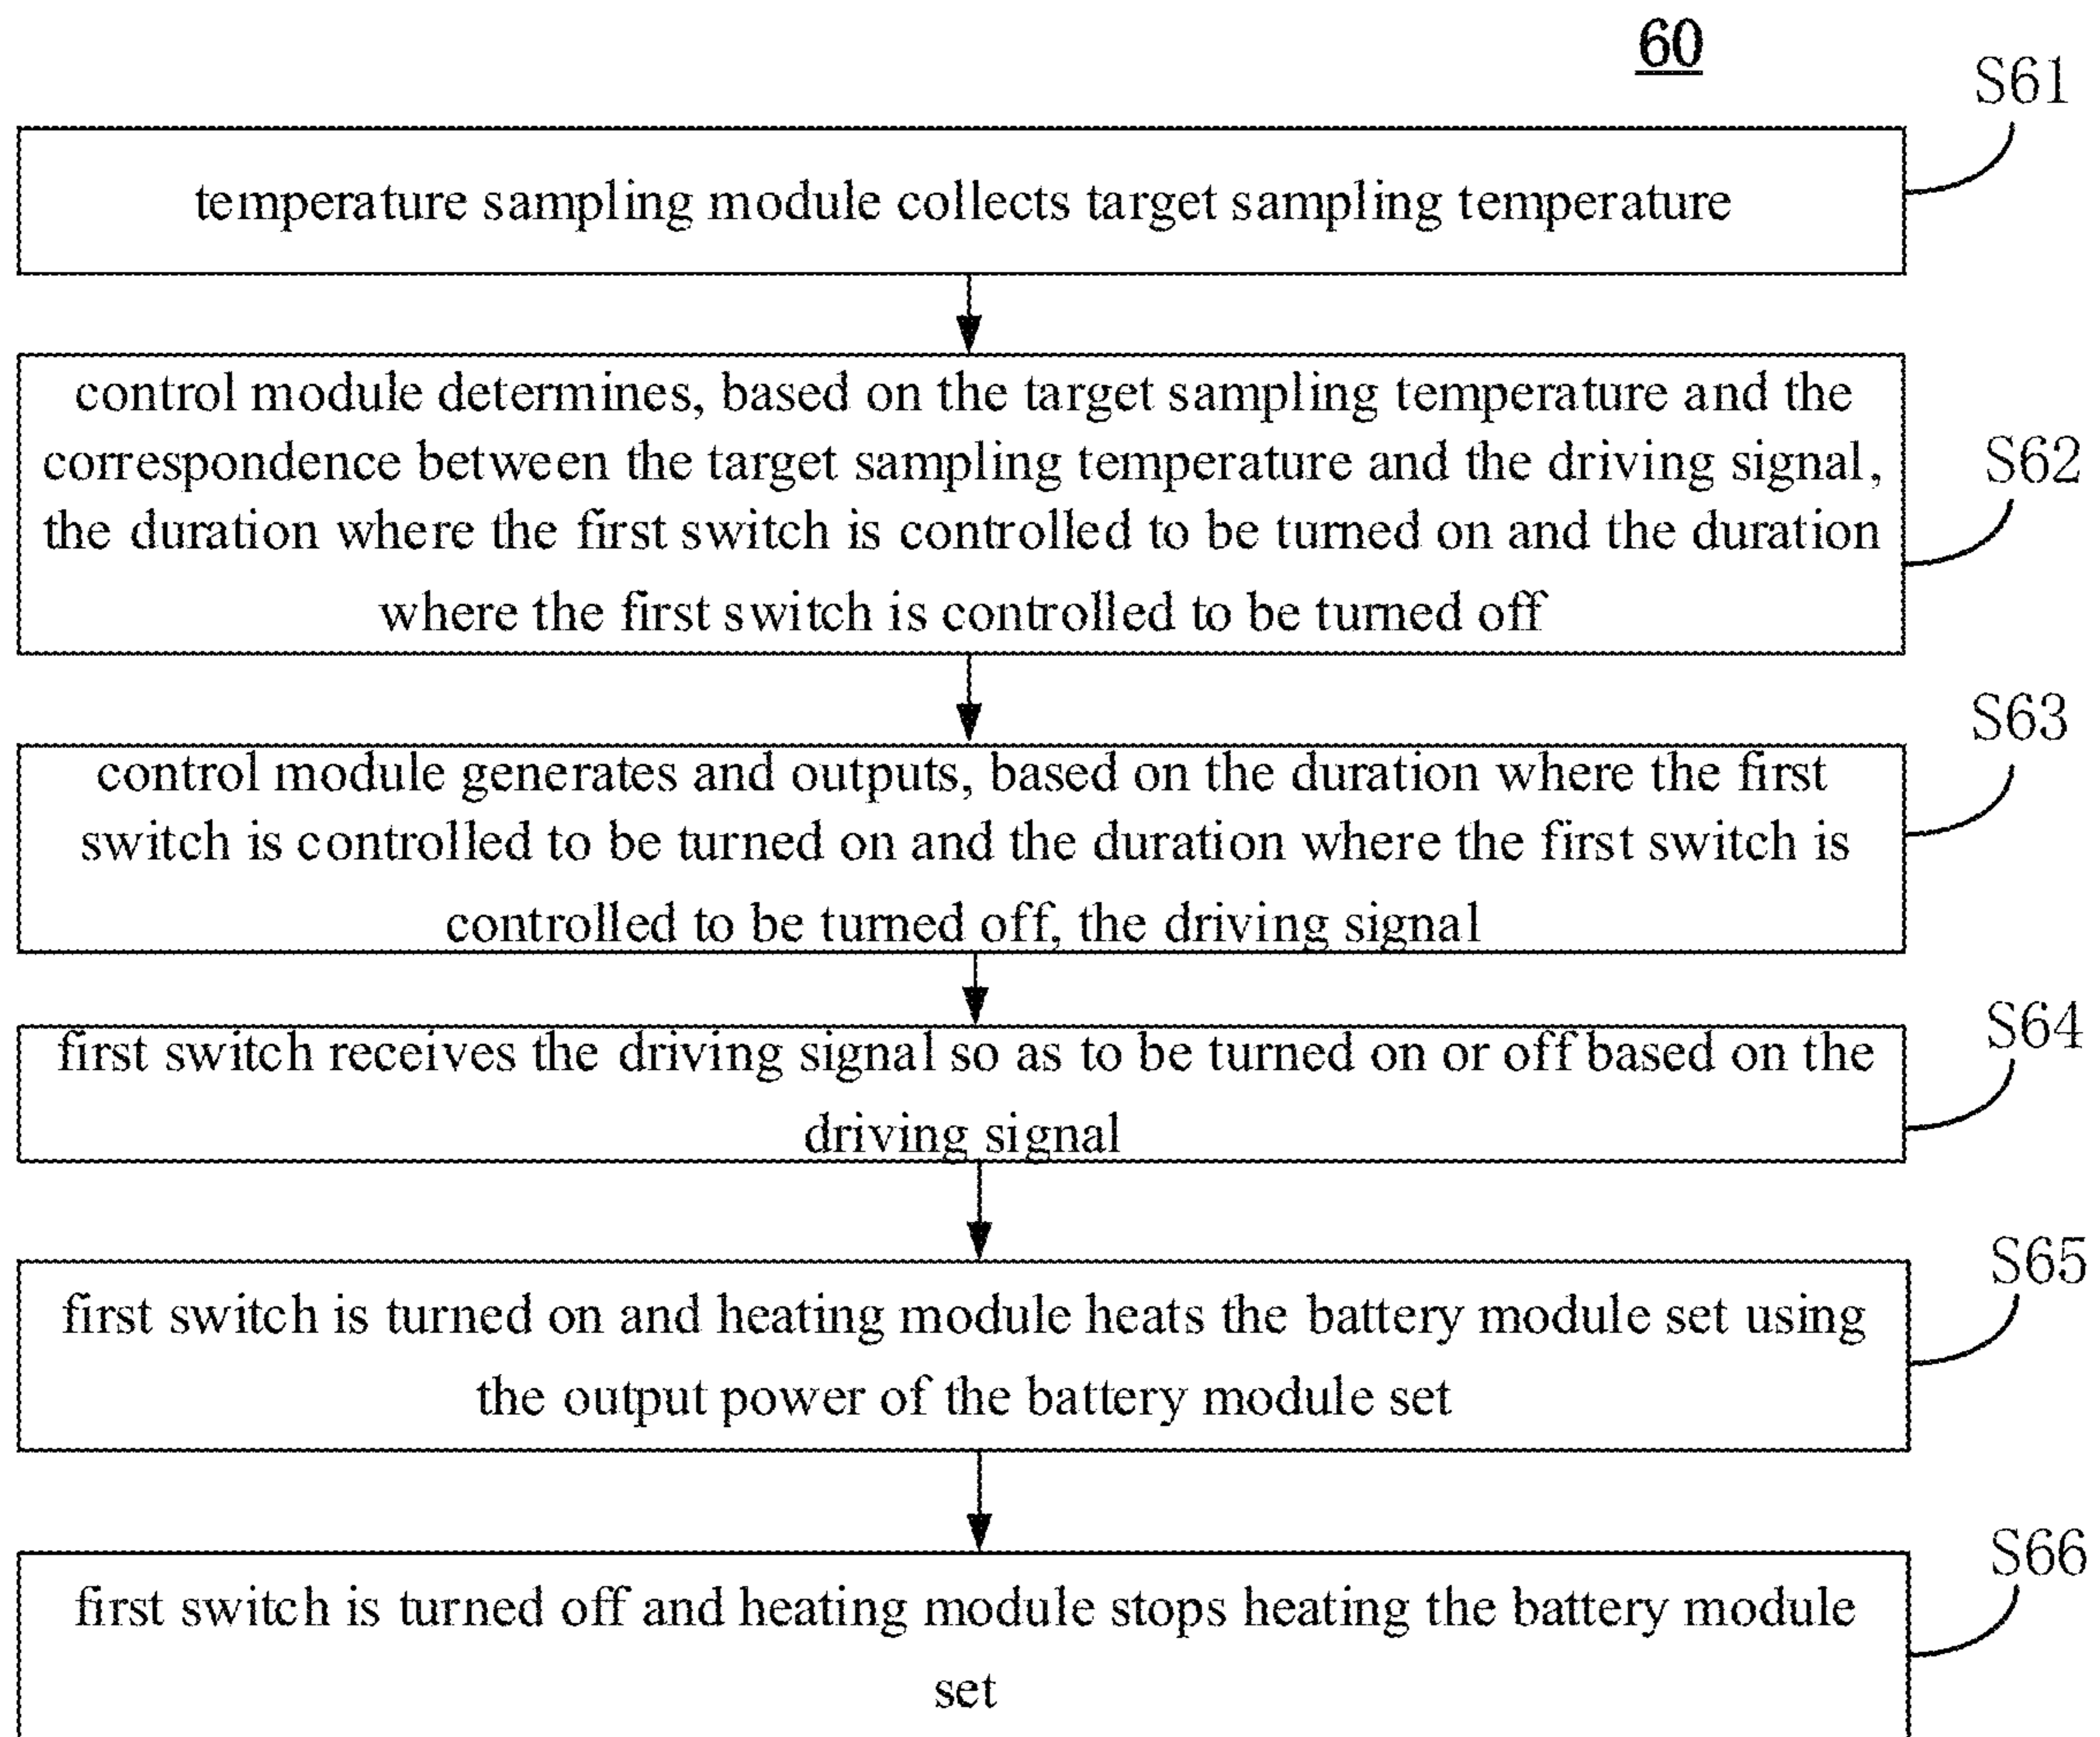 60
S61
temperature sampling module collects target sampling temperature
control module determines, based on the target sampling temperature and the
correspondence between the target sampling temperature and the driving signal,
the duration where the first switch is controlled to be turned on and the duration
where the first switch is controlled to be turned off
S62
S63
control module generates and outputs, based on the duration where the first
switch is controlled to be turned on and the duration where the first switch is
controlled to be turned off, the driving signal
S64
first switch receives the driving signal so as to be turned on or off based on the
driving signal
S65
first switch is turned on and heating module heats the battery module set using
the output power of the battery module set
S66
first switch is turned off and heating module stops heating the battery module
set